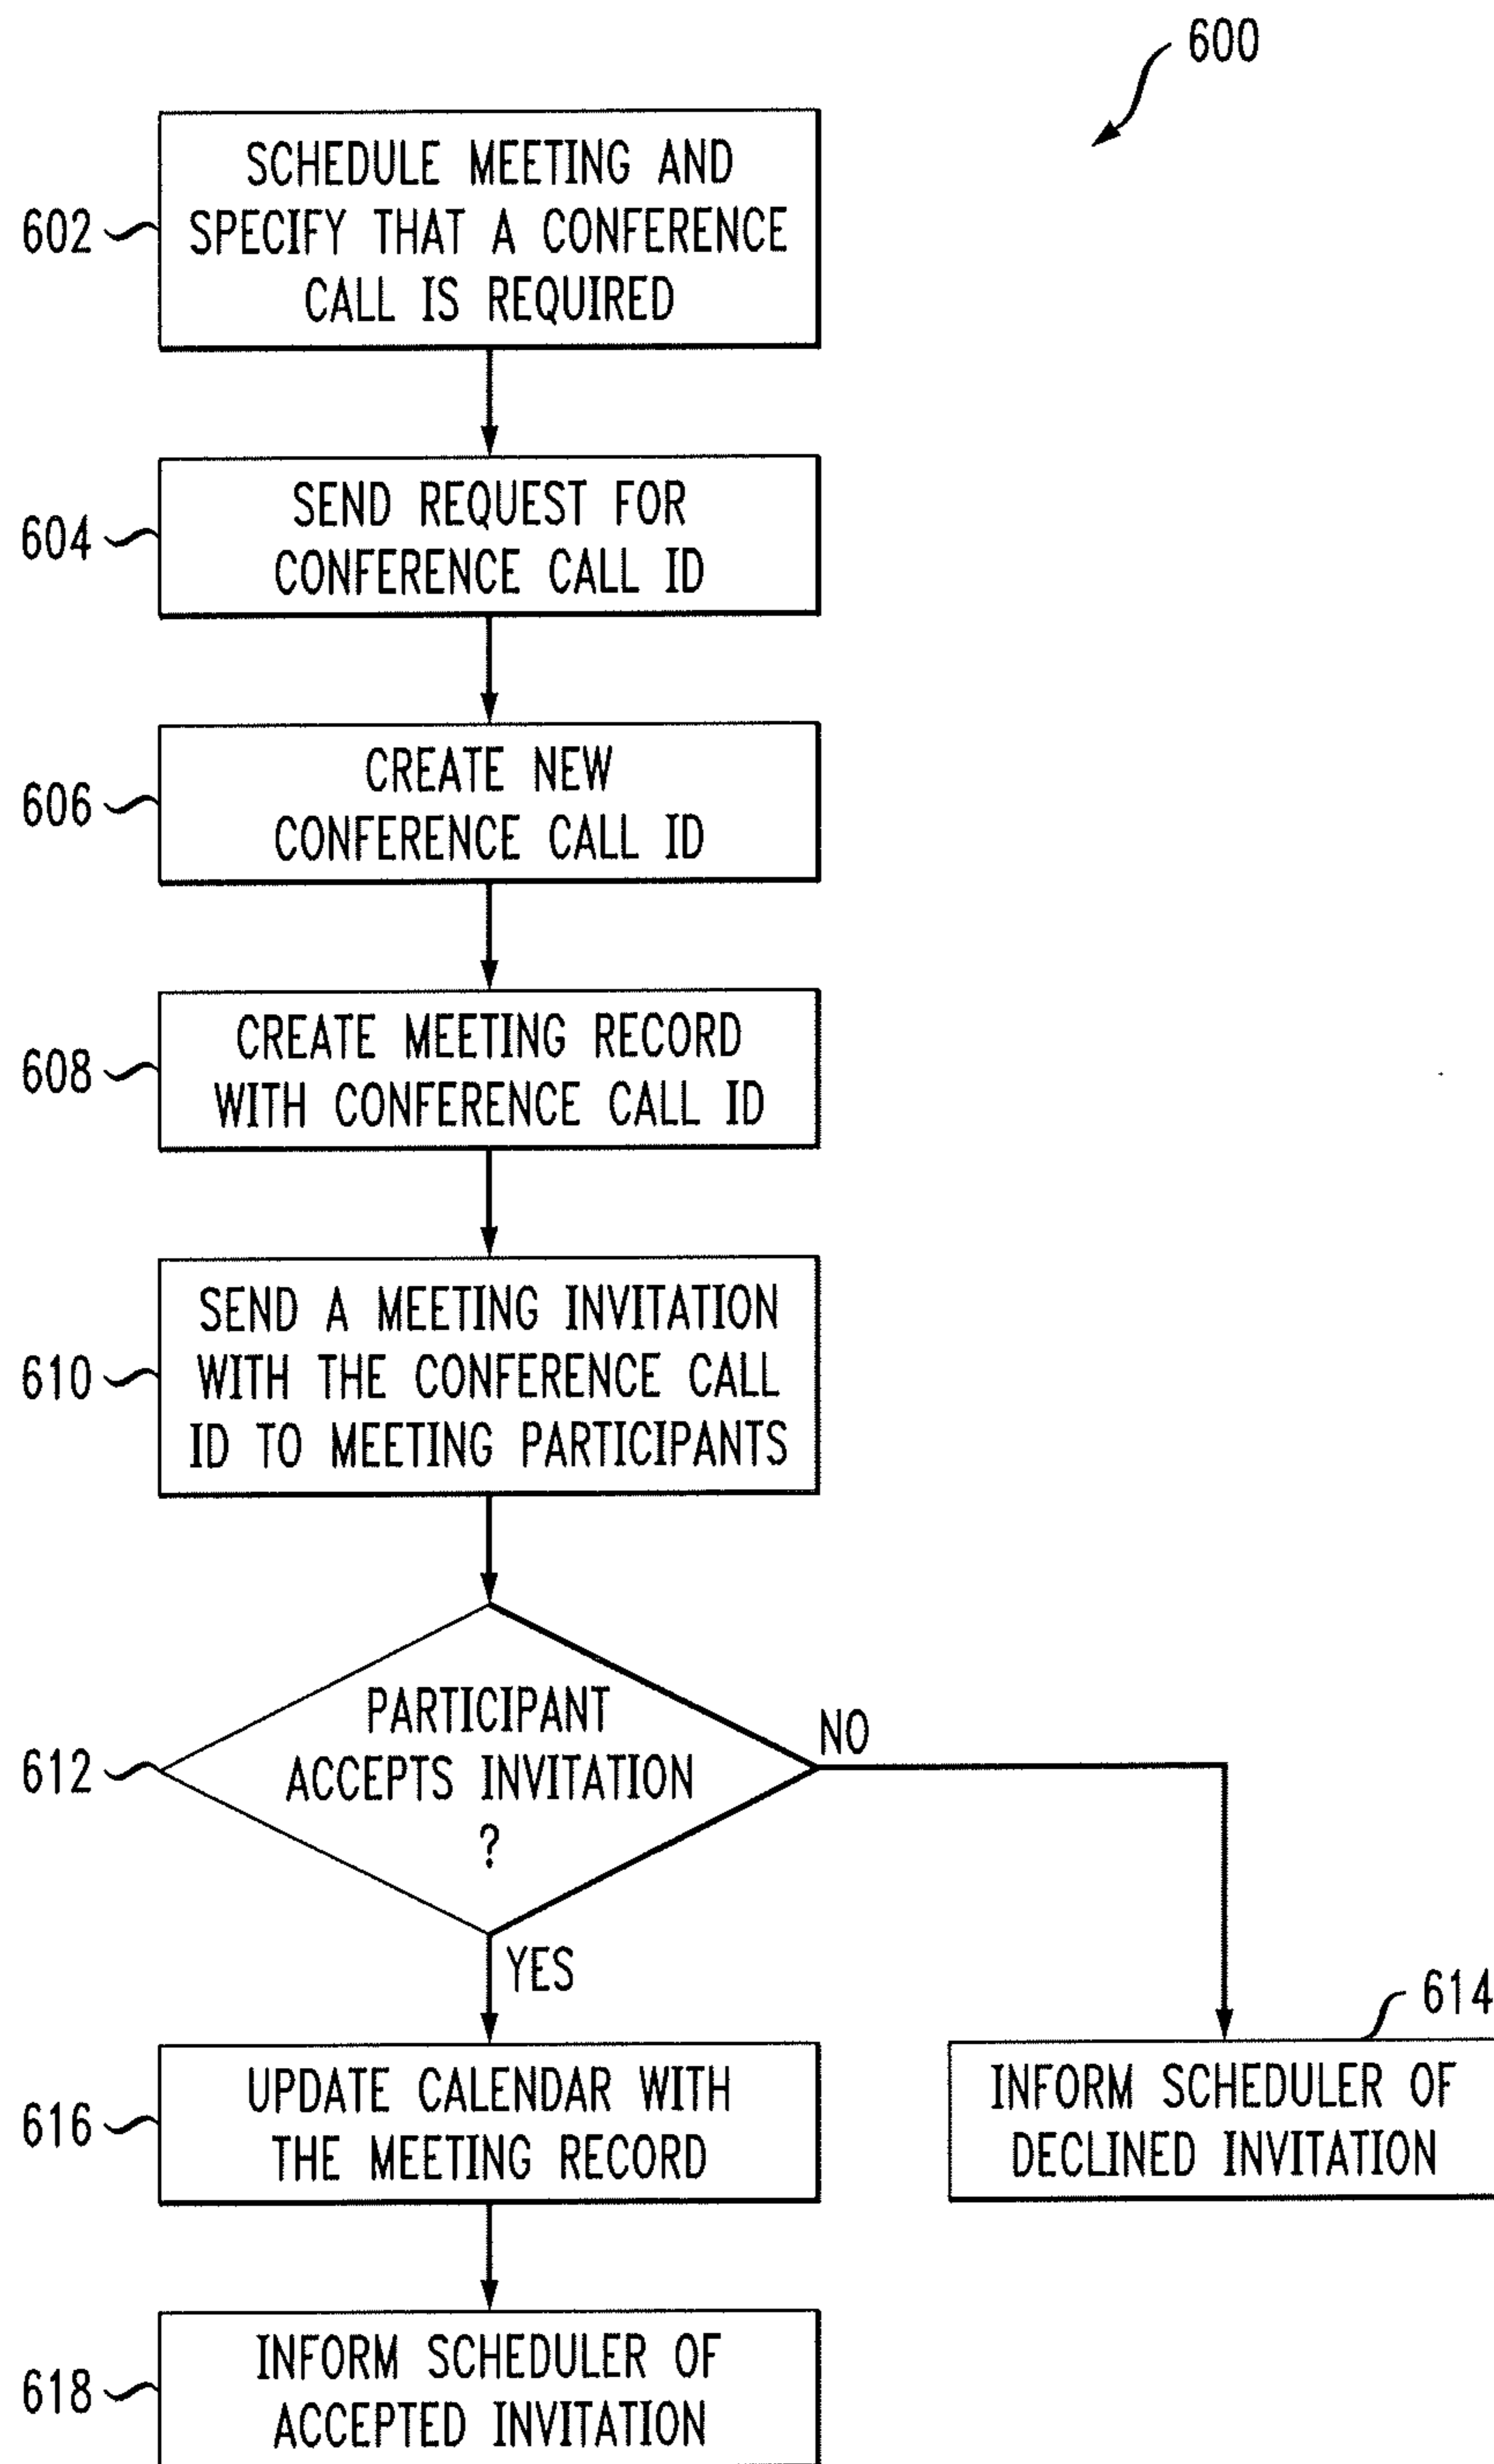 600
602
SCHEDULE MEETING AND
SPECIFY THAT A CONFERENCE
CALL IS REQUIRED
604
SEND REQUEST FOR
CONFERENCE CALL ID
606
CREATE NEW
CONFERENCE CALL ID
608
CREATE MEETING RECORD
WITH CONFERENCE CALL ID
610
SEND A MEETING INVITATION
WITH THE CONFERENCE CALL
ID TO MEETING PARTICIPANTS
612
PARTICIPANT
ACCEPTS INVITATION
?
NO
YES
614
616
UPDATE CALENDAR WITH
THE MEETING RECORD
INFORM SCHEDULER OF
DECLINED INVITATION
618
INFORM SCHEDULER OF
ACCEPTED INVITATION